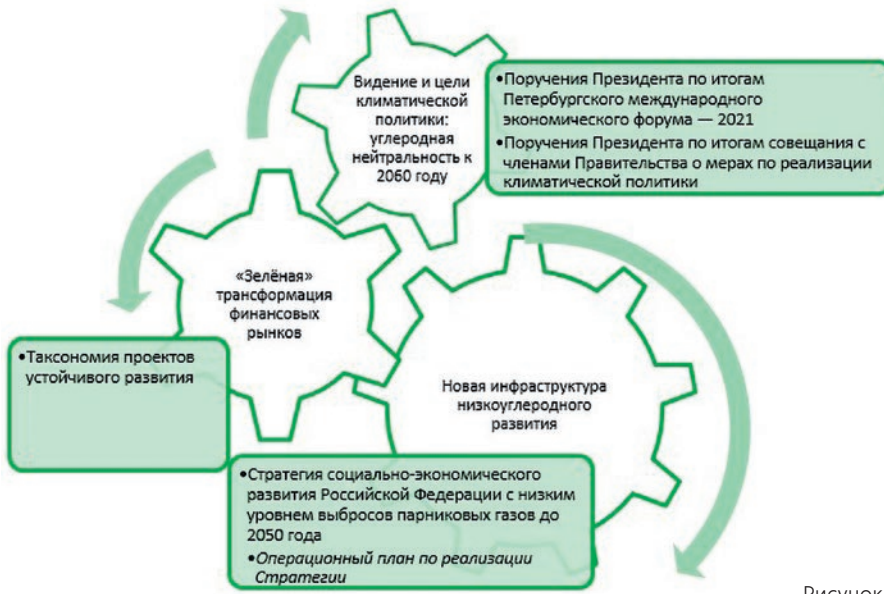 Видение и цели
климатической
политики:
углеродная
нейтральность к
2060 году
•Поручения Президента по итогам
Петербургского международного
экономического форума — 2021
•Поручения Президента по итогам совещания с
членами Правительства о мерах по реализации
климатической политики
«Зелёная»
трансформация
финансовых
рынков
•Таксономия проектов
устойчивого развития
Новая инфраструктура
низкоуглеродного
развития
•Стратегия социально-экономического
развития Российской Федерации с низким
уровнем выбросов парниковых газов до
2050 года
•Операционный план по реализации
Стратегии
Рисунок